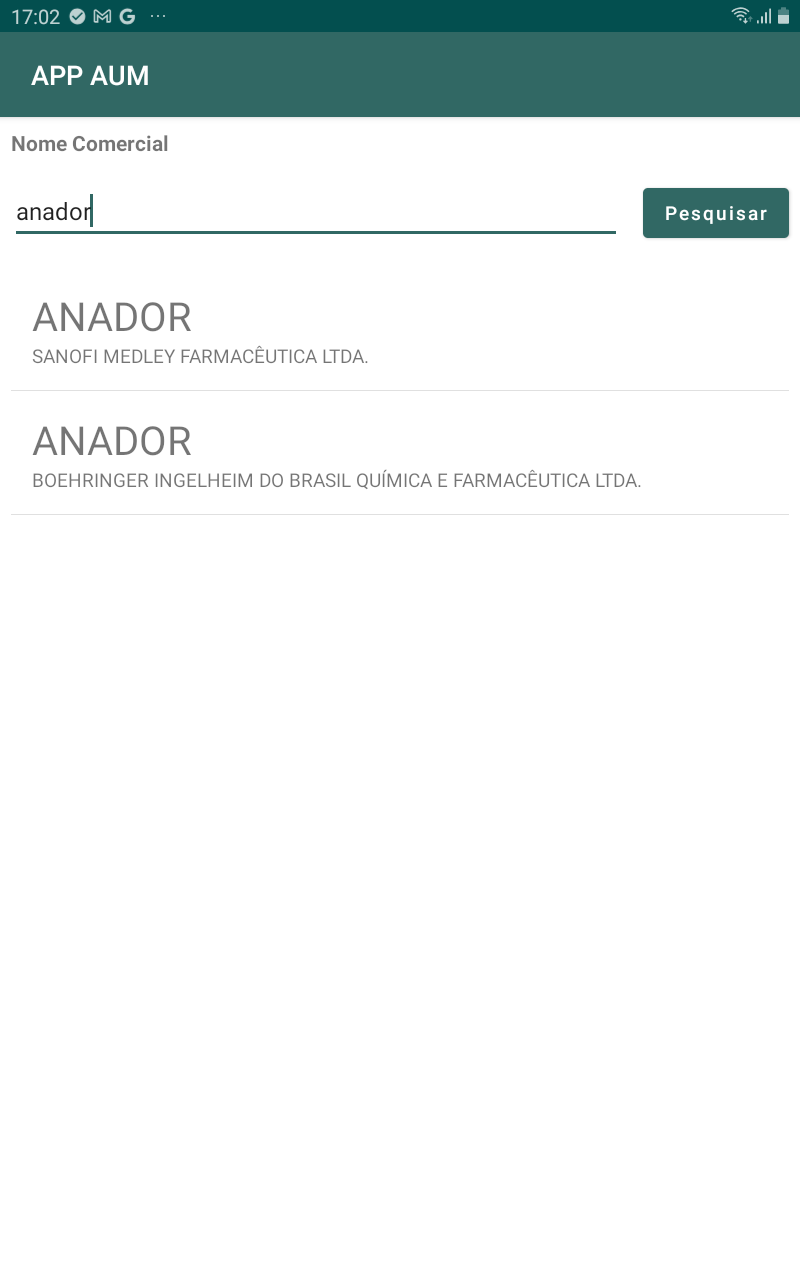 17:02
APP AUM
Nome Comercial
anador
Pesquisar
ANADOR
SANOFI MEDLEY FARMACÊUTICA LTDA.
ANADOR
BOEHRINGER INGELHEIM DO BRASIL QUÍMICA E FARMACÊUTICA LTDA.